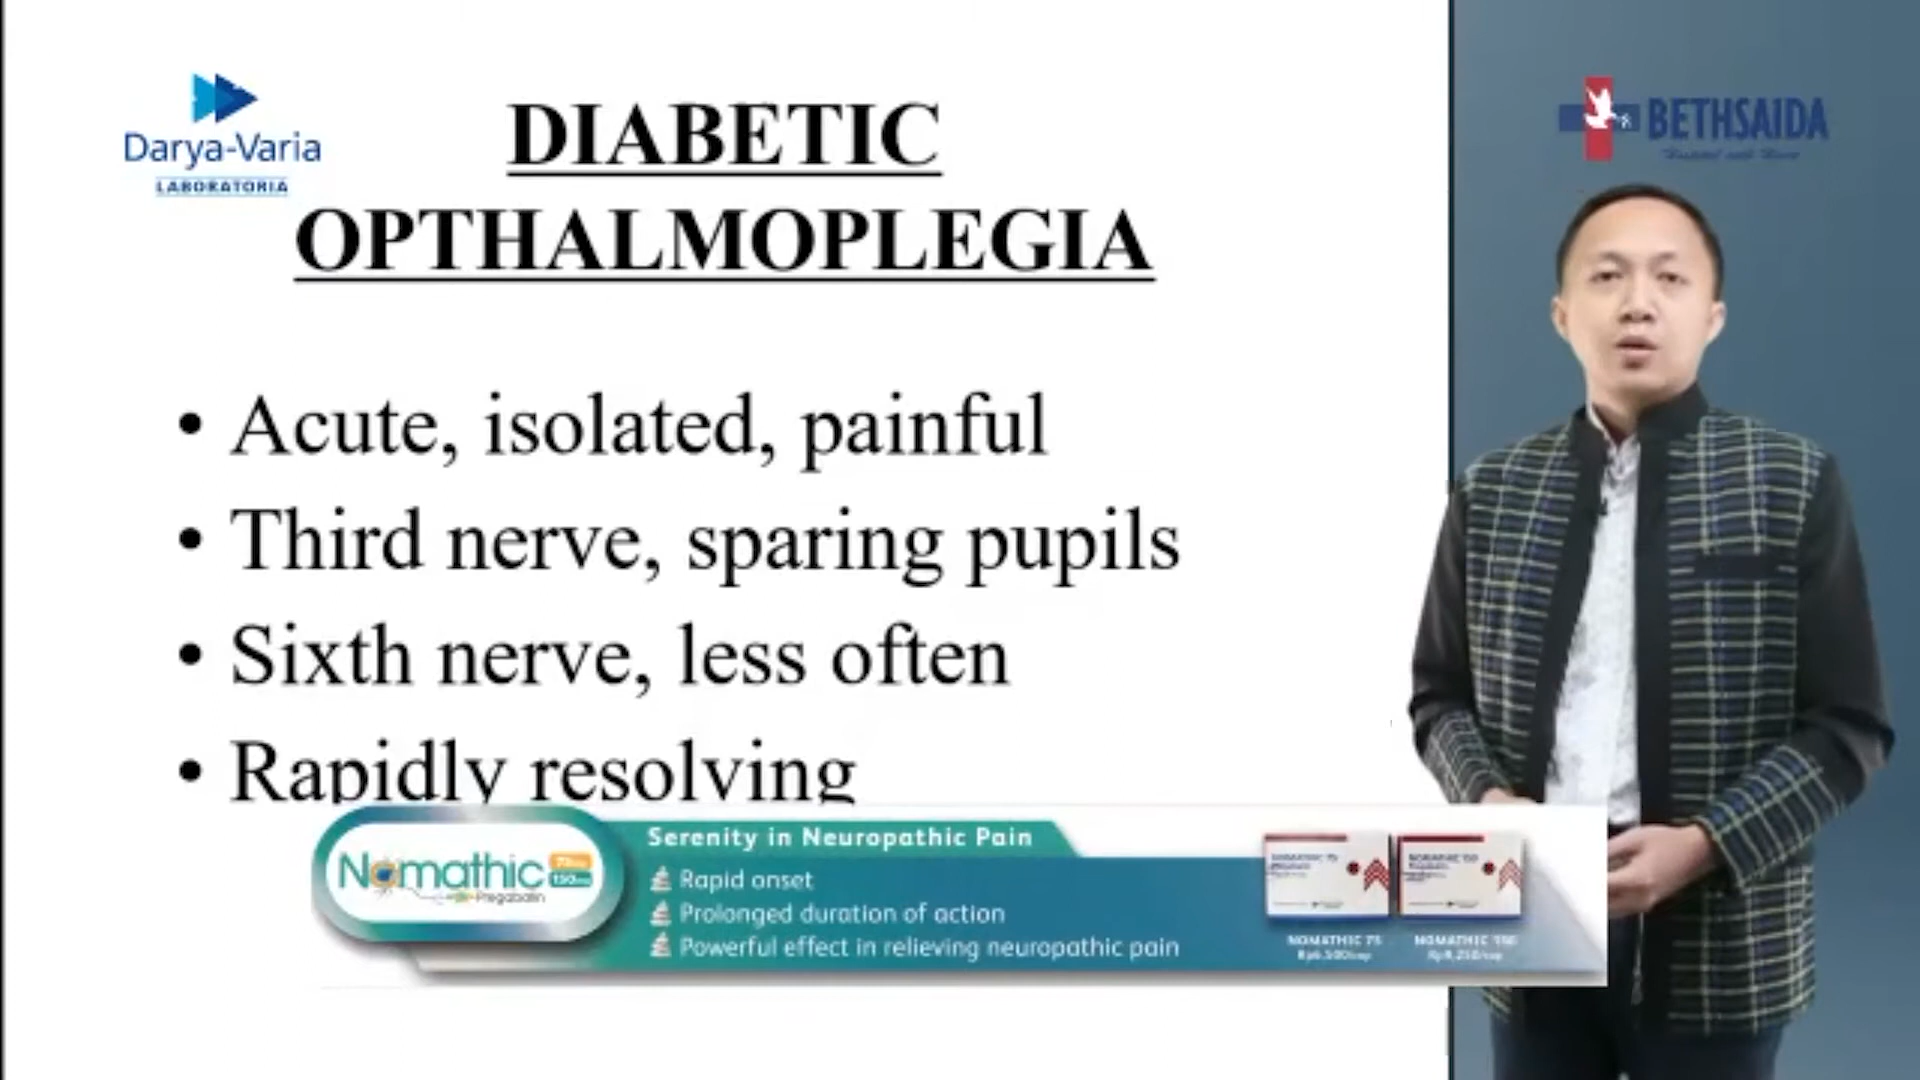 Darya-Varia
LABORATORIA
DIABETIC
OPTHALMOPLEGIA
BETHSAIDA
• Acute, isolated, painful
• Third nerve, sparing pupils
• Sixth nerve, less often
• Rapidly resolving
Nomathic
Pregabalin
Serenity in Neuropathic Pain
Rapid onset
Prolonged duration of action
Powerful effect in relieving neuropathic pain
NOMATHIC 75
NOMATHIC 150